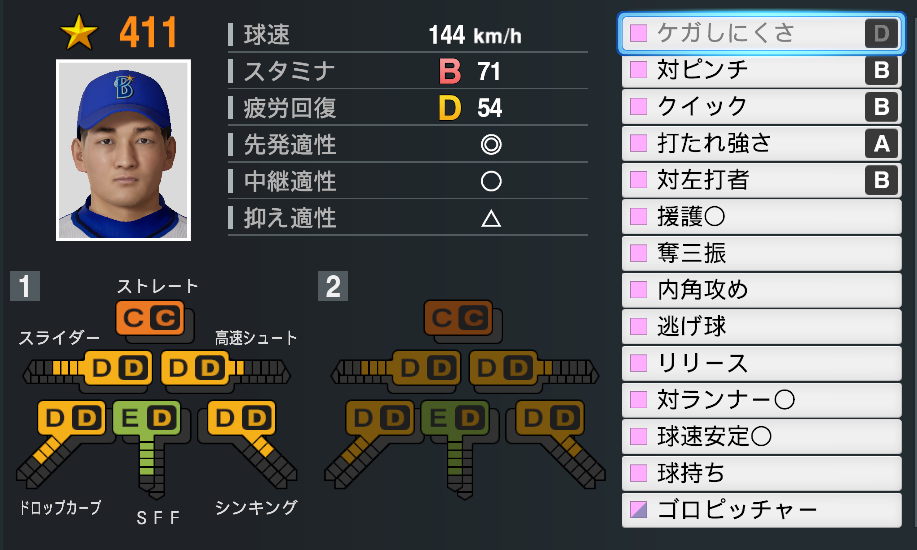 411
B
球速 144 km/h
スタミナ B 71
疲労回復 D 54
先発適性 ◎
中継適性 ○
抑え適性 △
1
ストレート
C C
スライダー
高速シュート
D D D D
D D E D D D
ドロップカーブ
SFF
シンキング
2
C C
D D D D
D D E D D D
ケガしにくさ D
対ピンチ B
クイック B
打たれ強さ A
対左打者 B
援護○
奪三振
内角攻め
逃げ球
リリース
対ランナー○
球速安定○
球持ち
ゴロピッチャー